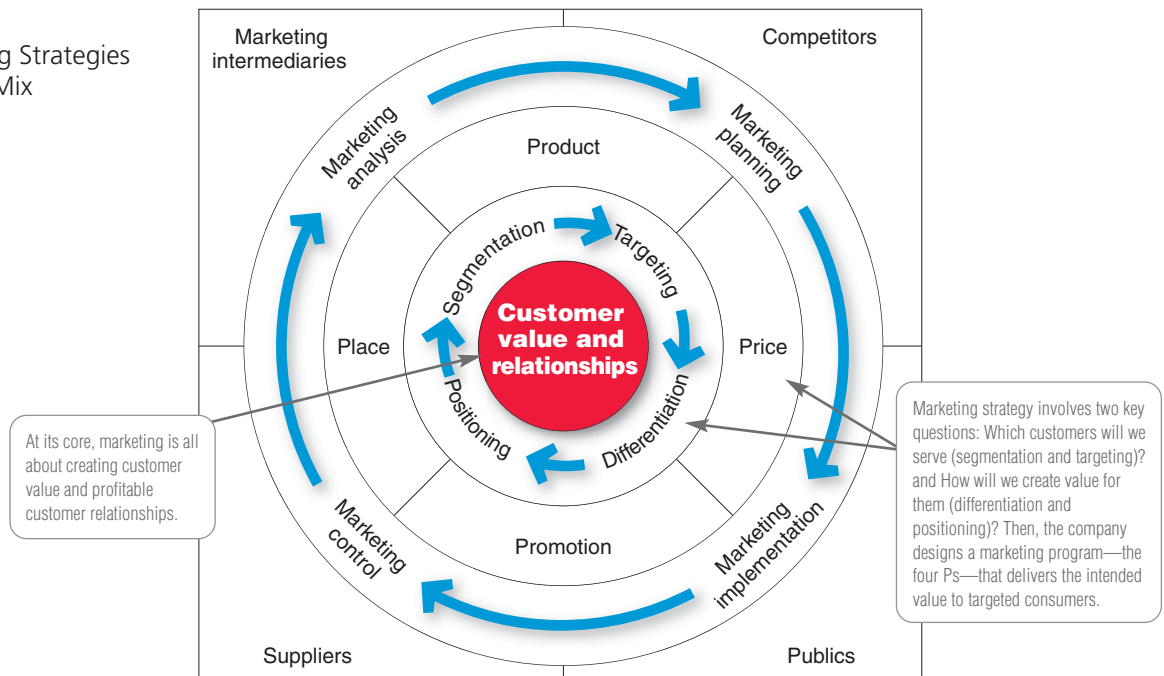 g Strategies
Mix
Marketing
intermediaries
Competitors
Marketing
analysis
Marketing
planning
Product
Segmentation
Targeting
Customer
value and
relationships
Place
Price
Positioning
Differentiation
At its core, marketing is all
about creating customer
value and profitable
customer relationships.
Marketing strategy involves two key
questions: Which customers will we
serve (segmentation and targeting)?
and How will we create value for
them (differentiation and
positioning)? Then, the company
designs a marketing program—the
four Ps—that delivers the intended
value to targeted consumers.
Marketing
control
Promotion
Marketing
implementation
Suppliers
Publics